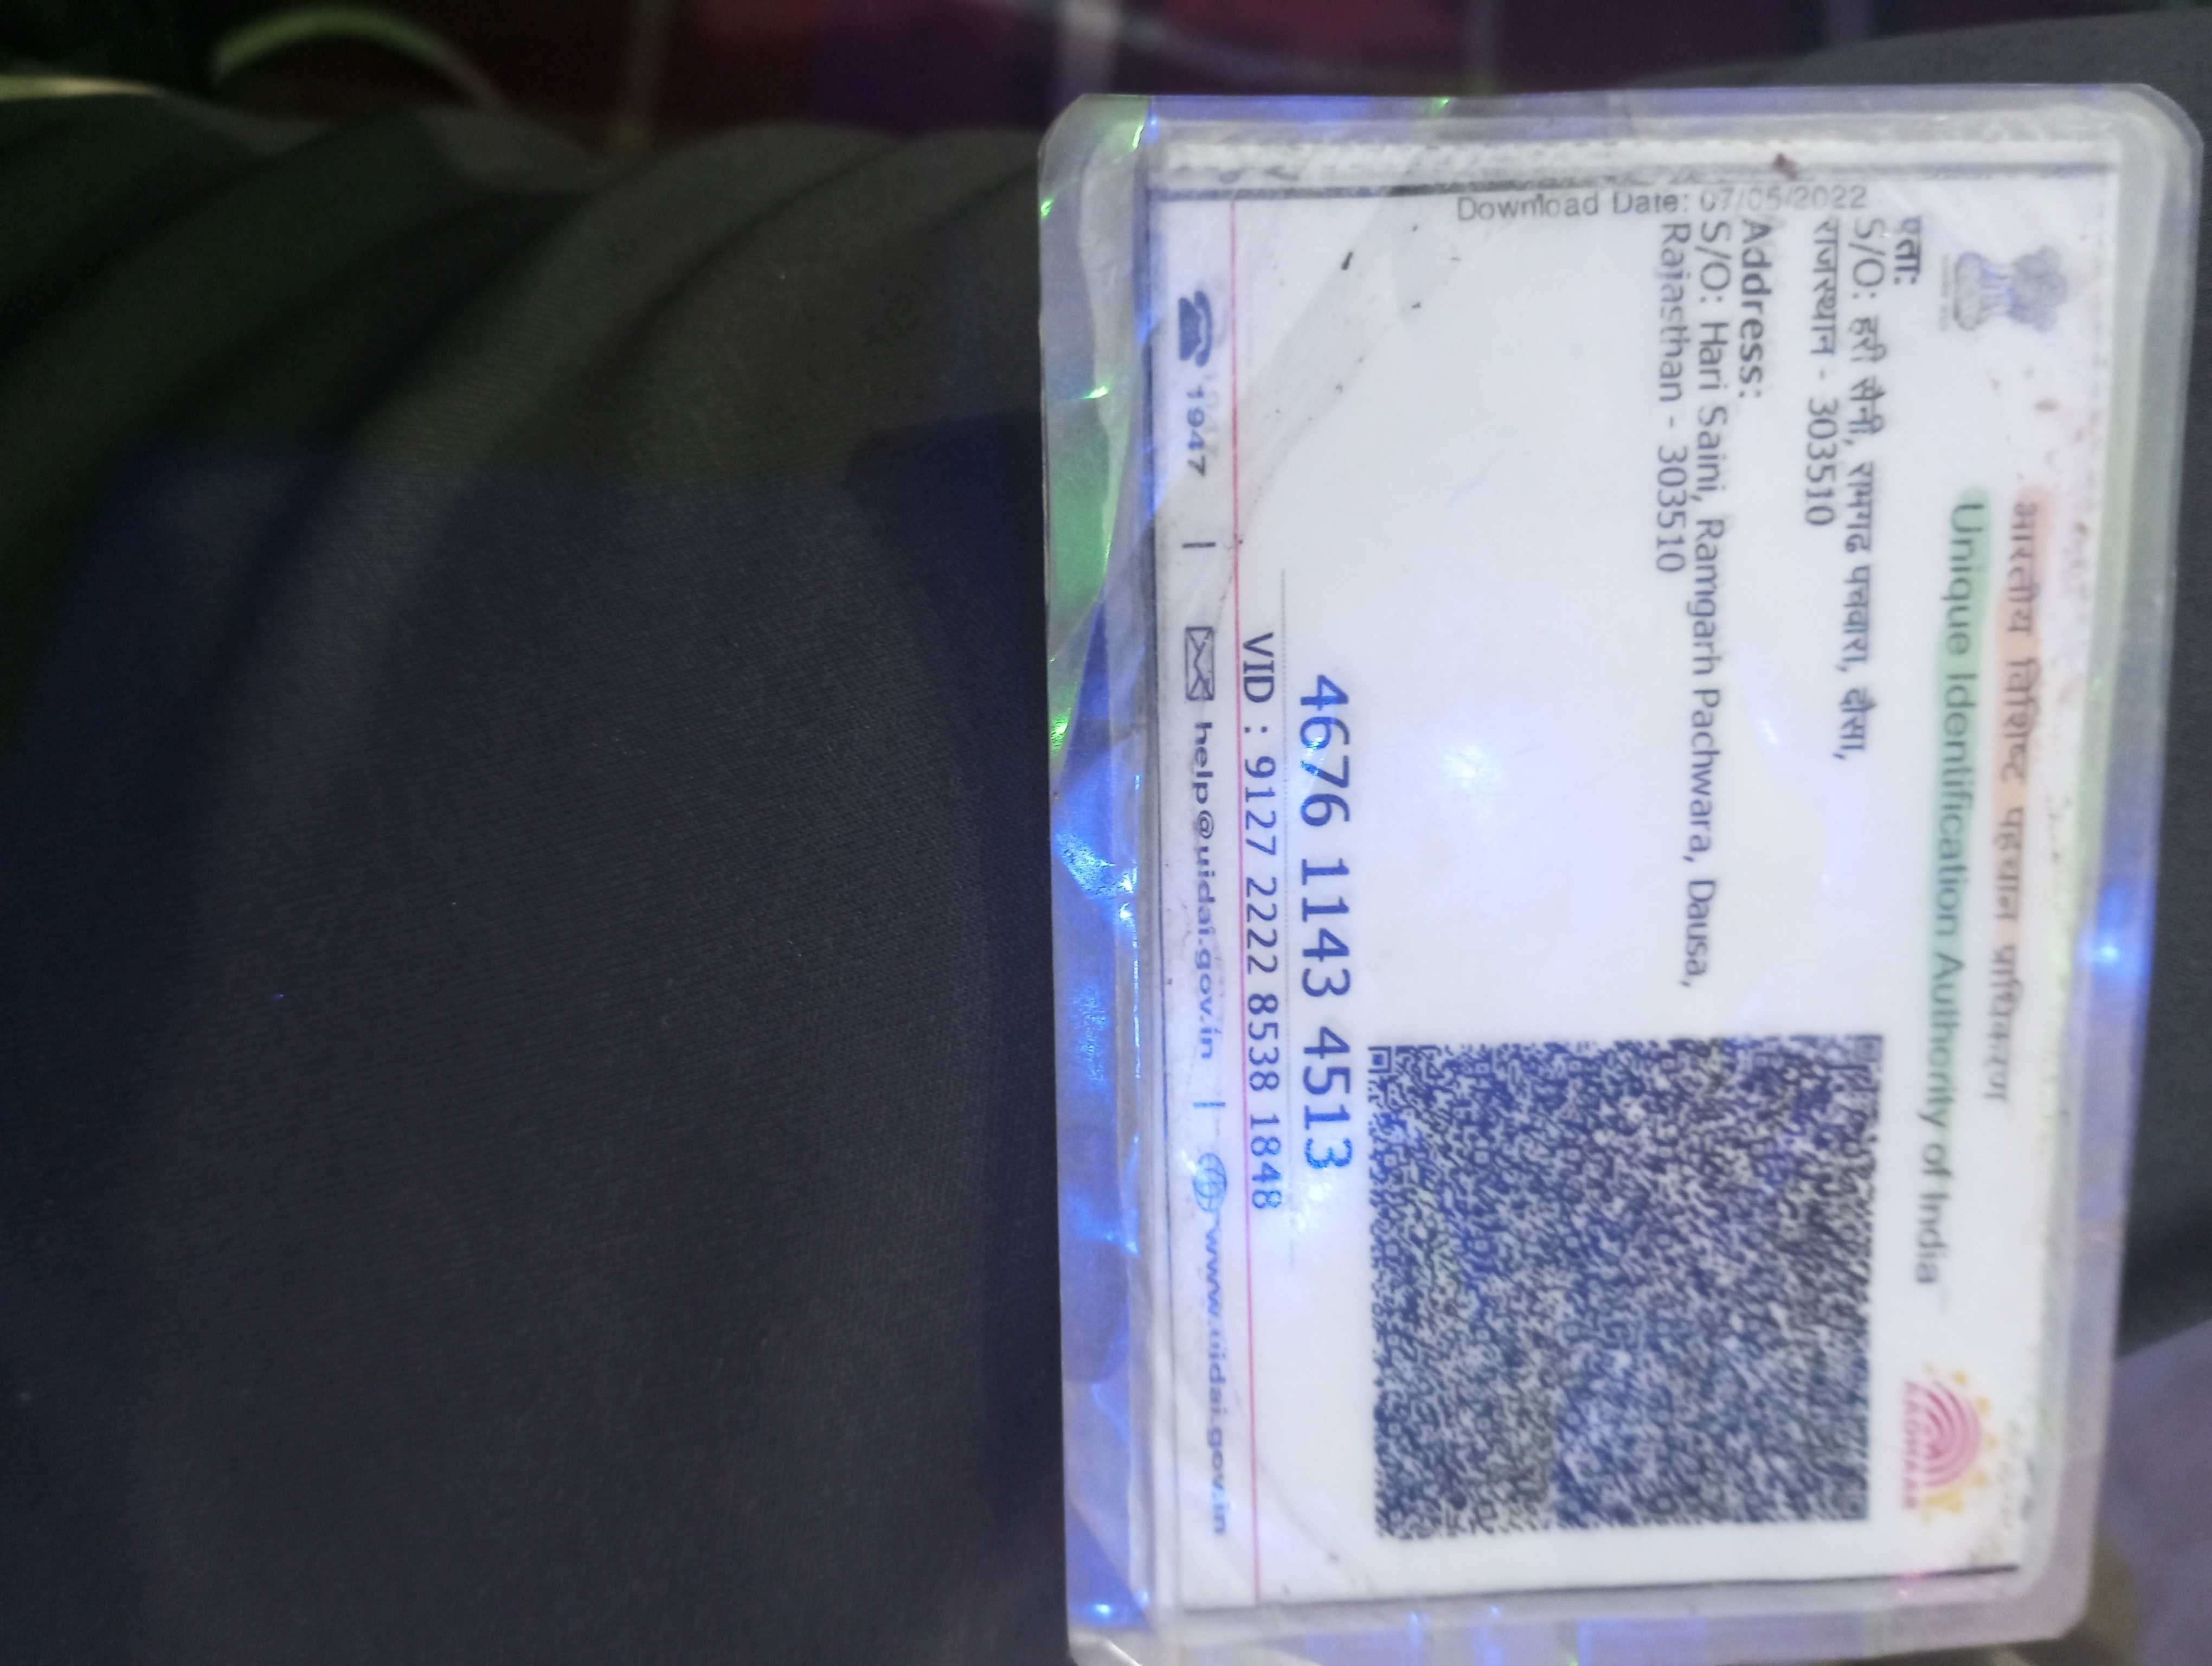 भारतीय विशिष्ट पहचान प्राधिकरण
Unique Identification Authority of India
AADHAAR
पता:
S/O: हरी सैनी, रामगढ पचवारा, दौसा,
राजस्थान - 303510
Address:
S/O: Hari Saini, Ramgarh Pachwara, Dausa,
Rajasthan - 303510
Download Date: 07/05/2022
4676 1143 4513
VID : 9127 2222 8538 1848
1947 | help@uidai.gov.in | www.uidai.gov.in